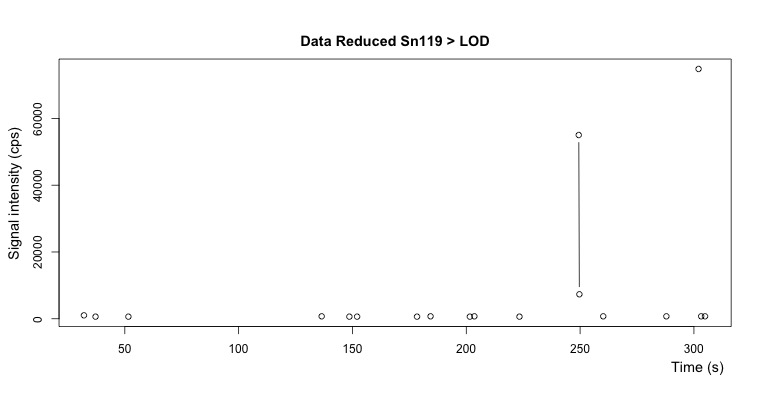 Data Reduced Sn119 > LOD
Signal intensity (cps)
60000
40000
20000
0
50 100 150 200 250 300
Time (s)